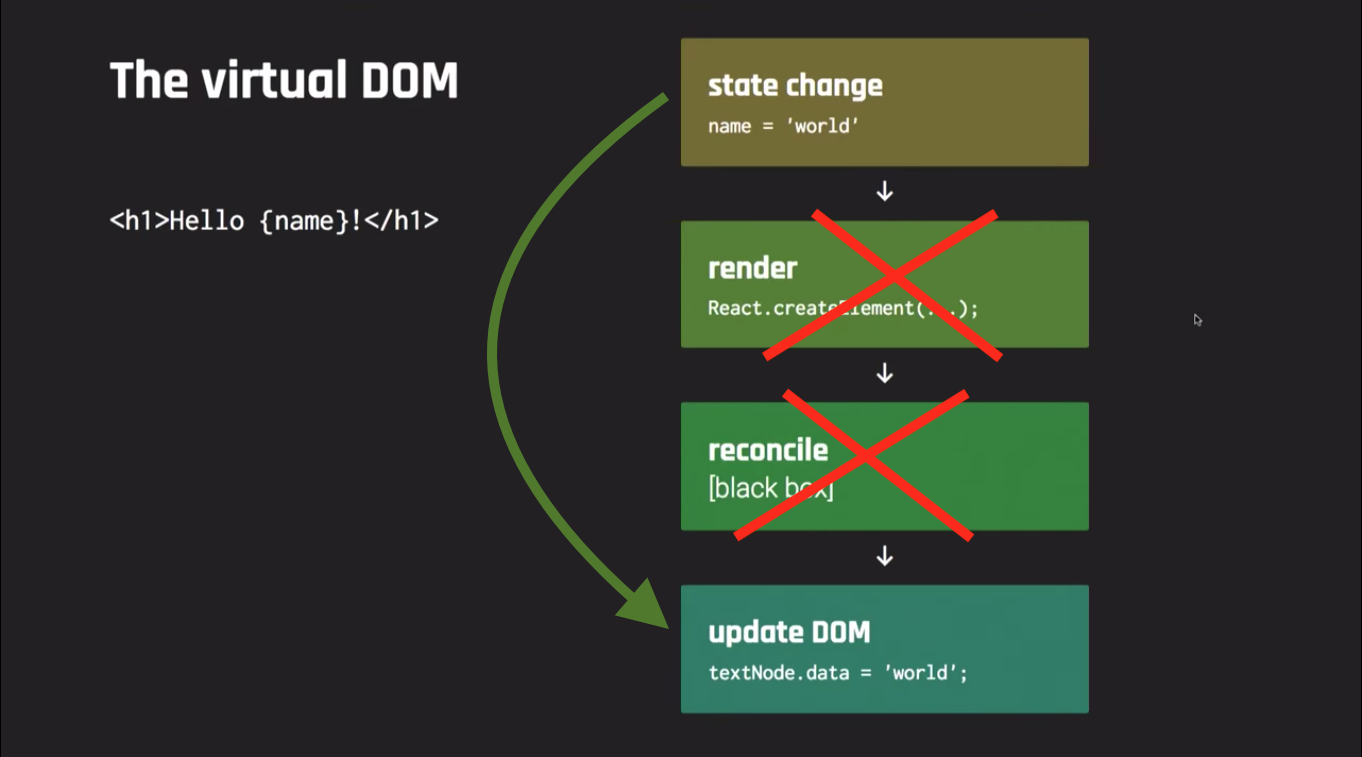 The virtual DOM
<h1>Hello {name}!</h1>
state change
name = 'world'
↓
render
React.createElement(...);
↓
reconcile
[black box]
↓
update DOM
textNode.data = 'world';